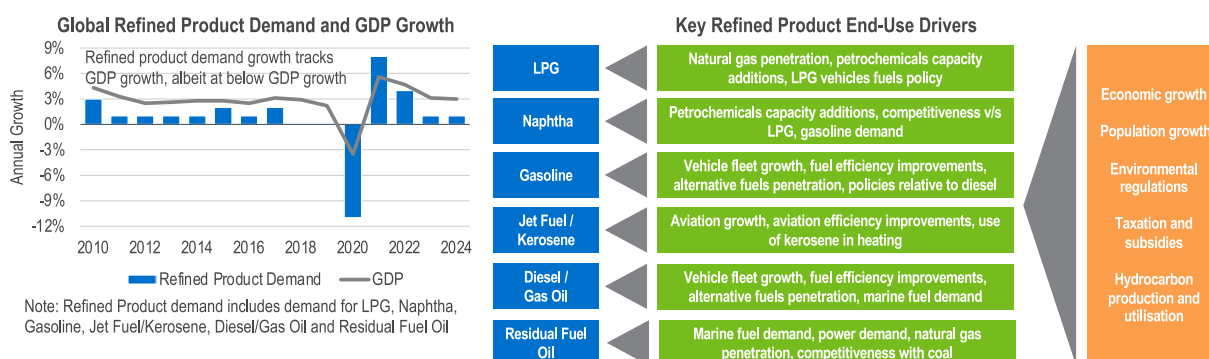 Global Refined Product Demand and GDP Growth
Refined product demand growth tracks
GDP growth, albeit at below GDP growth
Annual Growth
9%
6%
3%
0%
-3%
-6%
-9%
-12%
2010 2012 2014 2016 2018 2020 2022 2024
Refined Product Demand GDP
Note: Refined Product demand includes demand for LPG, Naphtha,
Gasoline, Jet Fuel/Kerosene, Diesel/Gas Oil and Residual Fuel Oil
Key Refined Product End-Use Drivers
LPG
Natural gas penetration, petrochemicals capacity
additions, LPG vehicles fuels policy
Naphtha
Petrochemicals capacity additions, competitiveness v/s
LPG, gasoline demand
Gasoline
Vehicle fleet growth, fuel efficiency improvements,
alternative fuels penetration, policies relative to diesel
Jet Fuel /
Kerosene
Aviation growth, aviation efficiency improvements, use
of kerosene in heating
Diesel /
Gas Oil
Vehicle fleet growth, fuel efficiency improvements,
alternative fuels penetration, marine fuel demand
Residual Fuel
Oil
Marine fuel demand, power demand, natural gas
penetration, competitiveness with coal
Economic growth
Population growth
Environmental
regulations
Taxation and
subsidies
Hydrocarbon
production and
utilisation